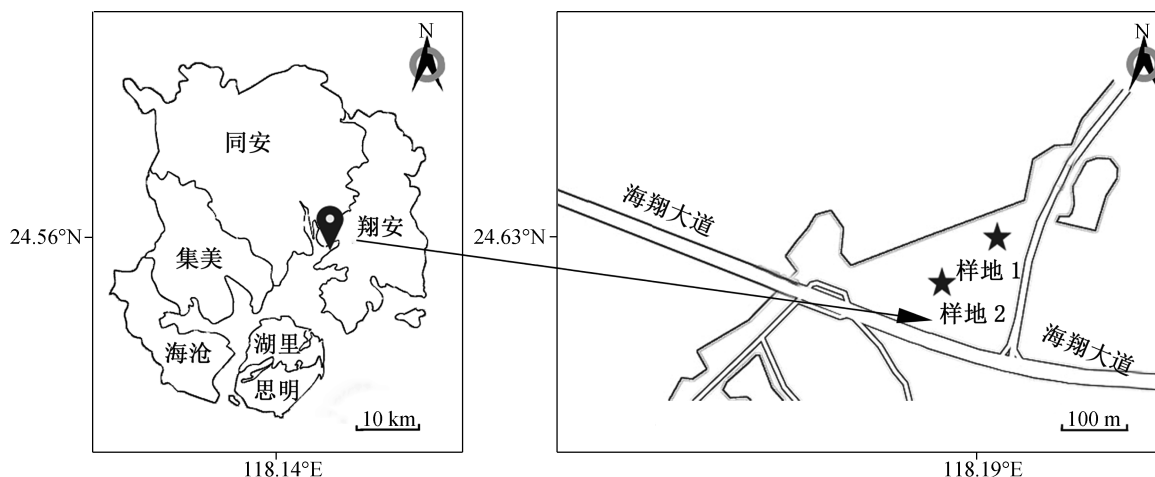 N
同安
翔安
24.56°N
集美
海沧
湖里
思明
10 km
118.14°E
N
海翔大道
24.63°N
样地 1
样地 2
海翔大道
100 m
118.19°E